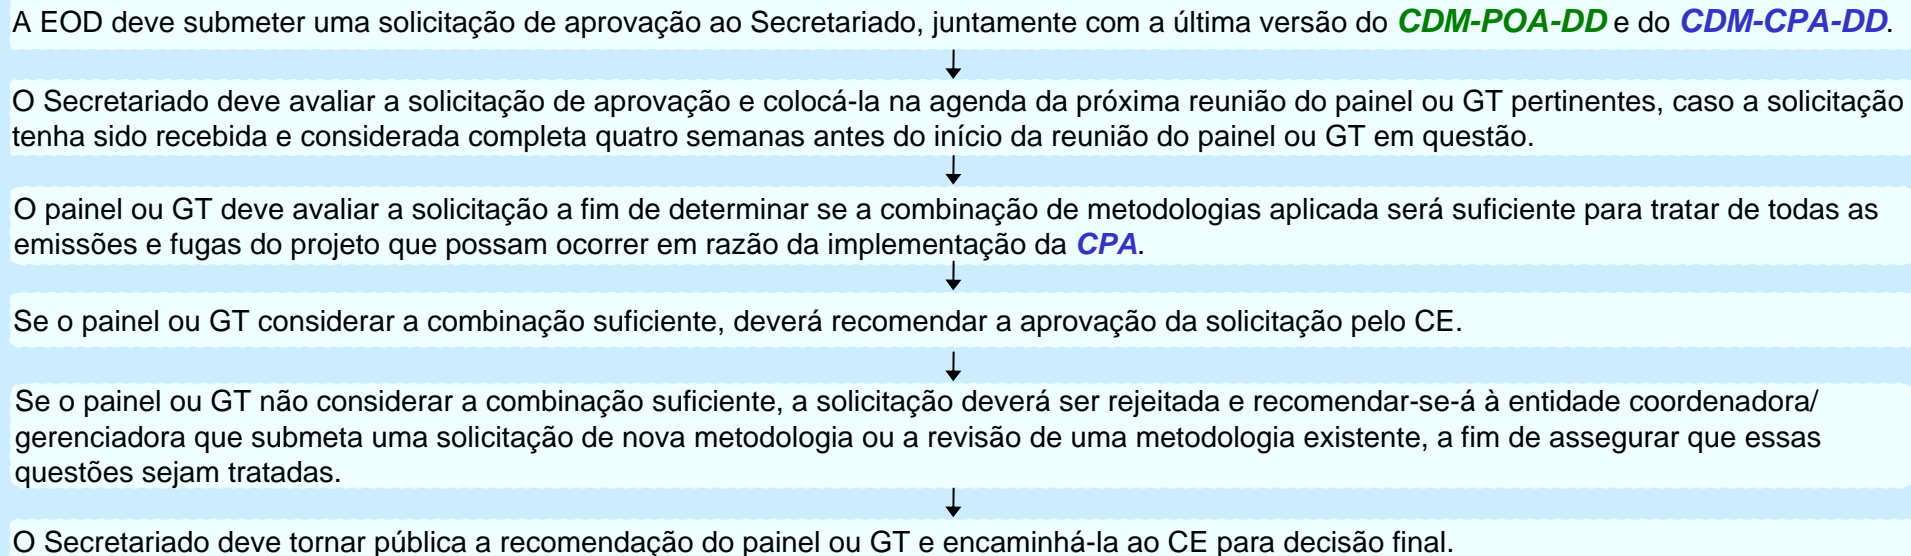 A EOD deve submeter uma solicitação de aprovação ao Secretariado, juntamente com a última versão do CDM-POA-DD e do CDM-CPA-DD.
O Secretariado deve avaliar a solicitação de aprovação e colocá-la na agenda da próxima reunião do painel ou GT pertinentes, caso a solicitação
tenha sido recebida e considerada completa quatro semanas antes do início da reunião do painel ou GT em questão.
O painel ou GT deve avaliar a solicitação a fim de determinar se a combinação de metodologias aplicada será suficiente para tratar de todas as
emissões e fugas do projeto que possam ocorrer em razão da implementação da CPA.
Se o painel ou GT considerar a combinação suficiente, deverá recomendar a aprovação da solicitação pelo CE.
Se o painel ou GT não considerar a combinação suficiente, a solicitação deverá ser rejeitada e recomendar-se-á à entidade coordenadora/
gerenciadora que submeta uma solicitação de nova metodologia ou a revisão de uma metodologia existente, a fim de assegurar que essas
questões sejam tratadas.
O Secretariado deve tornar pública a recomendação do painel ou GT e encaminhá-la ao CE para decisão final.